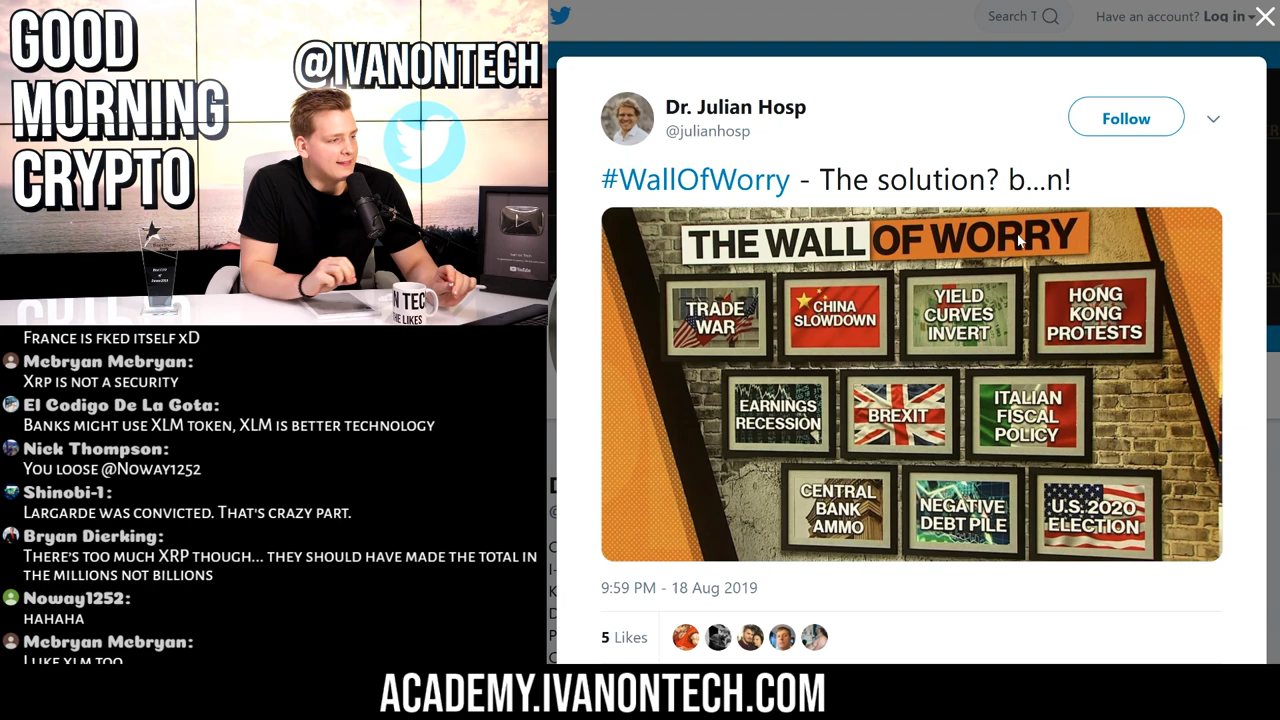 GOOD
MORNING
CRYPTO
@IVANONTECH
N TEC
HE LIKES
FRANCE IS FKED ITSELF XD
Mebryan Mebryan:
XRP IS NOT A SECURITY
El Codigo De La Gota:
BANKS MIGHT USE XLM TOKEN, XLM IS BETTER TECHNOLOGY
Nick Thompson:
YOU LOOSE @NOWAY1252
Shinobi-1:
LARGARDE WAS CONVICTED. THAT'S CRAZY PART.
Bryan Dierking:
THERE'S TOO MUCH XRP THOUGH... THEY SHOULD HAVE MADE THE TOTAL IN
THE MILLIONS NOT BILLIONS
Noway1252:
HAHAHA
Mebryan Mebryan:
I LIKE XLM TOO
Search T
Have an account? Log in
Dr. Julian Hosp
@julianhosp
Follow
#WallOfWorry - The solution? b...n!
THE WALL OF WORRY
TRADE
WAR
CHINA
SLOWDOWN
YIELD
CURVES
INVERT
HONG
KONG
PROTESTS
EARNINGS
RECESSION
BREXIT
ITALIAN
FISCAL
POLICY
CENTRAL
BANK
AMMO
NEGATIVE
DEBT PILE
U.S. 2020
ELECTION
9:59 PM - 18 Aug 2019
5 Likes
ACADEMY.IVANONTECH.COM